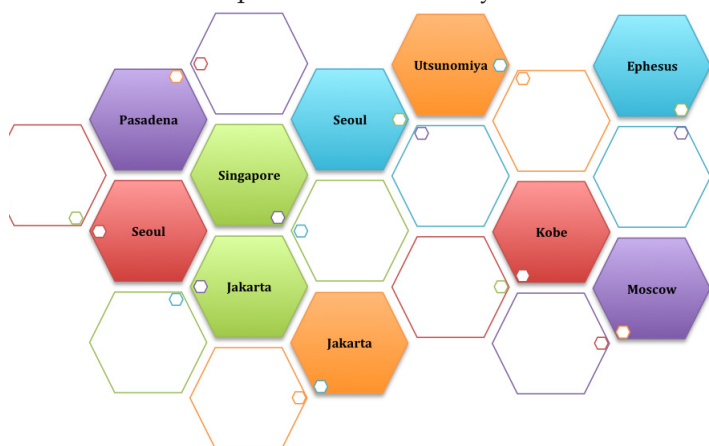 Utsunomiya
Ephesus
Pasadena
Seoul
Singapore
Seoul
Kobe
Jakarta
Moscow
Jakarta